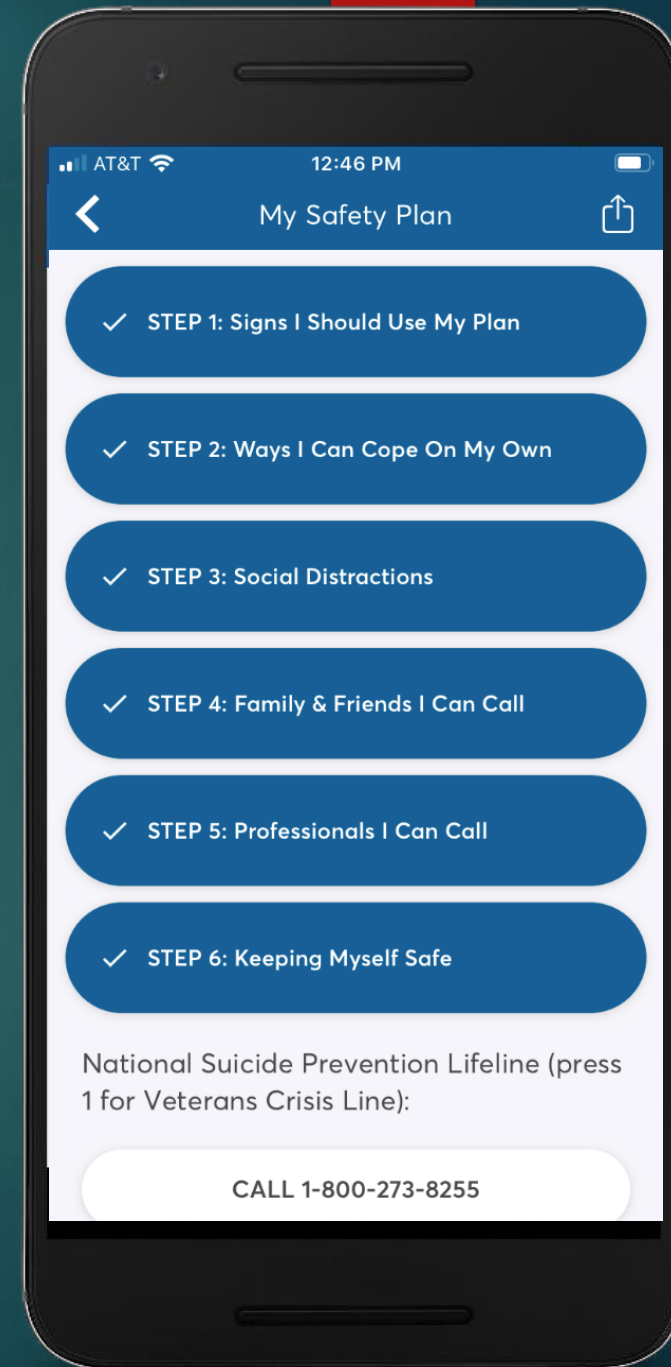 AT&T 12:46 PM
My Safety Plan
STEP 1: Signs I Should Use My Plan
STEP 2: Ways I Can Cope On My Own
STEP 3: Social Distractions
STEP 4: Family & Friends I Can Call
STEP 5: Professionals I Can Call
STEP 6: Keeping Myself Safe
National Suicide Prevention Lifeline (press
1 for Veterans Crisis Line):
CALL 1-800-273-8255